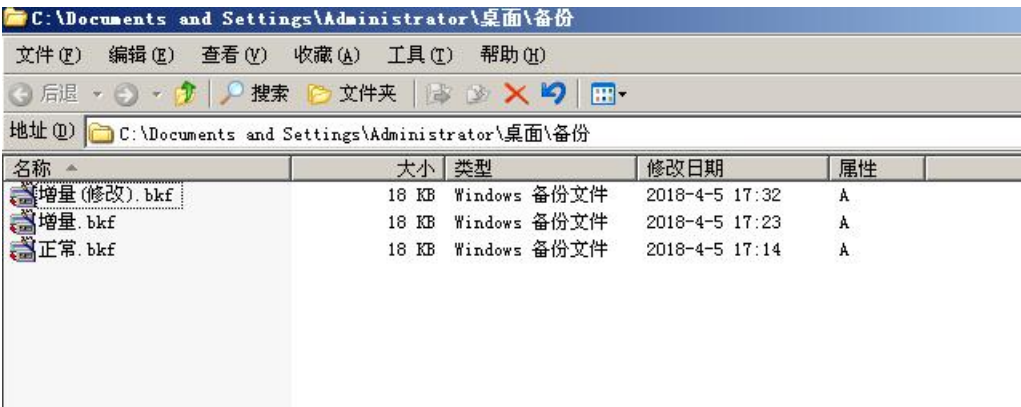 C:\Documents and Settings\Administrator\桌面\备份
文件(F) 编辑(E) 查看(V) 收藏(A) 工具(T) 帮助(H)
后退 搜索 文件夹
地址(D) C:\Documents and Settings\Administrator\桌面\备份
名称 大小 类型 修改日期 属性
增量(修改).bkf 18 KB Windows 备份文件 2018-4-5 17:32 A
增量.bkf 18 KB Windows 备份文件 2018-4-5 17:23 A
正常.bkf 18 KB Windows 备份文件 2018-4-5 17:14 A